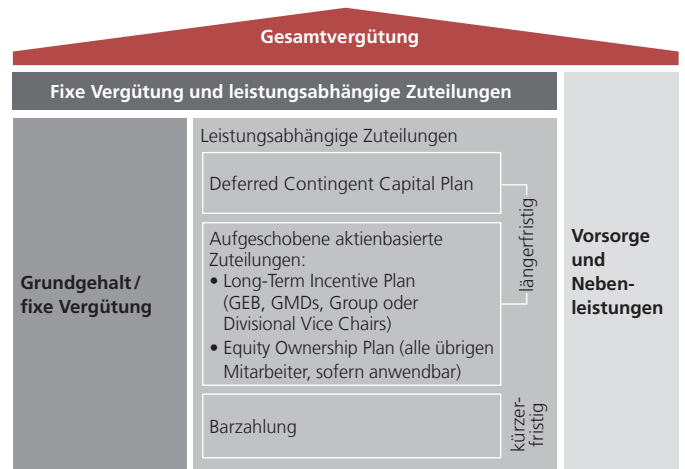 Gesamtvergütung
Fixe Vergütung und leistungsabhängige Zuteilungen
Grundgehalt /
fixe Vergütung
Leistungsabhängige Zuteilungen
Deferred Contingent Capital Plan
Aufgeschobene aktienbasierte
Zuteilungen:
• Long-Term Incentive Plan
(GEB, GMDs, Group oder
Divisional Vice Chairs)
• Equity Ownership Plan (alle übrigen
Mitarbeiter, sofern anwendbar)
längerfristig
Barzahlung
kürzer-
fristig
Vorsorge
und
Neben-
leistungen